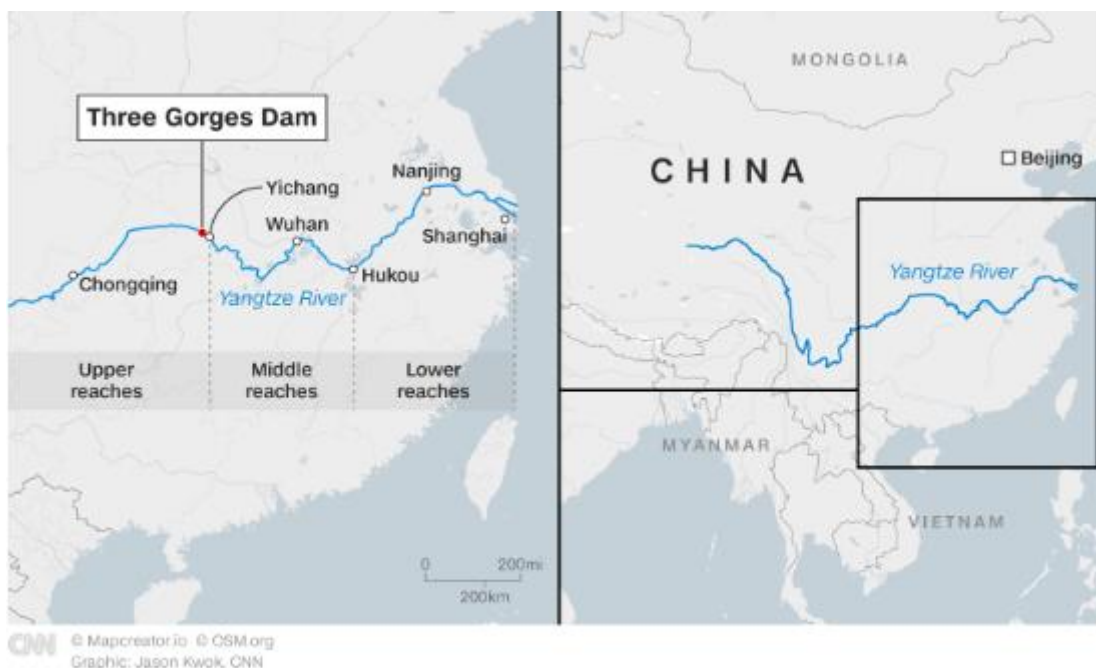 Three Gorges Dam
Yichang
Wuhan
Nanjing
Shanghai
Chongqing
Hukou
Yangtze River
Upper
reaches
Middle
reaches
Lower
reaches
0 200mi
200km
MONGOLIA
Beijing
CHINA
Yangtze River
MYANMAR
VIETNAM
CNN © Mapcreator.io © OSM.org
Graphic: Jason Kwok, CNN